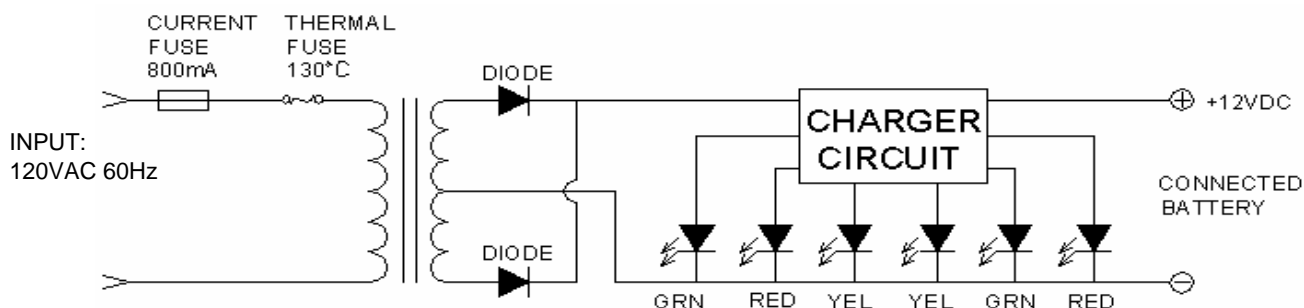 CURRENT
FUSE
800mA
THERMAL
FUSE
130°C
DIODE
INPUT:
120VAC 60Hz
CHARGER
CIRCUIT
+12VDC
CONNECTED
BATTERY
DIODE
GRN
RED
YEL
YEL
GRN
RED